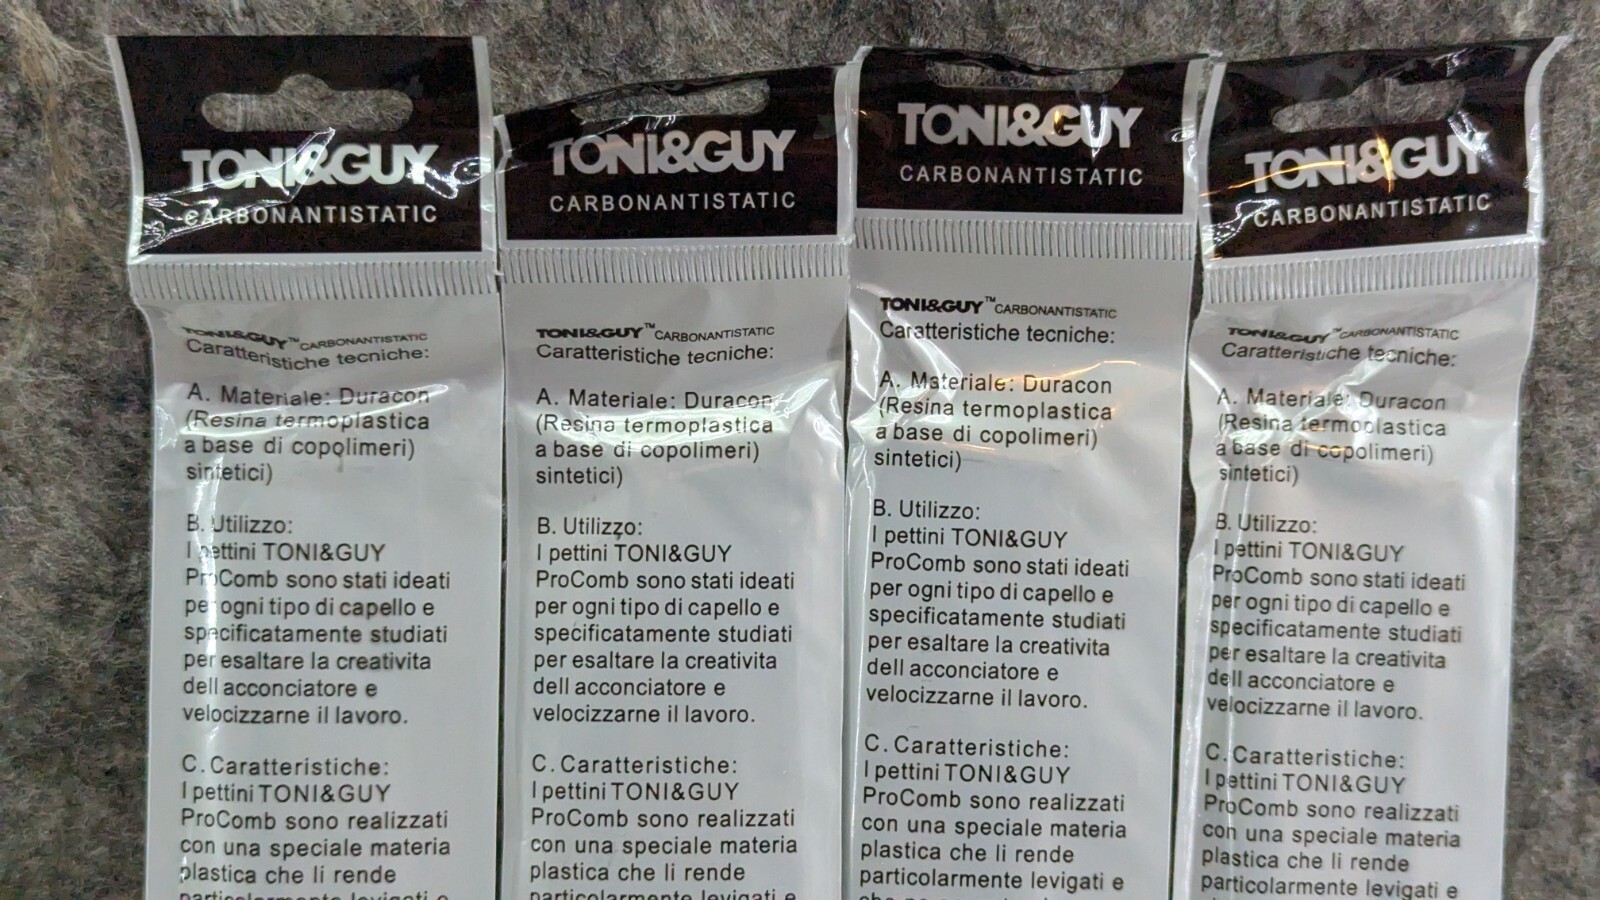 TONI&GUY
CARBONANTISTATIC
TONI&GUY™ CARBONANTISTATIC
Caratteristiche tecniche:
A. Materiale: Duracon
(Resina termoplastica
a base di copolimeri)
sintetici)
B. Utilizzo:
I pettini TONI&GUY
ProComb sono stati ideati
per ogni tipo di capello e
specificatamente studiati
per esaltare la creativita
dell acconciatore e
velocizzarne il lavoro.
C. Caratteristiche:
I pettini TONI&GUY
ProComb sono realizzati
con una speciale materia
plastica che li rende
particolarmente levigati e
TONI&GUY
CARBONANTISTATIC
TONI&GUY™ CARBONANTISTATIC
Caratteristiche tecniche:
A. Materiale: Duracon
(Resina termoplastica
a base di copolimeri)
sintetici)
B. Utilizzo:
I pettini TONI&GUY
ProComb sono stati ideati
per ogni tipo di capello e
specificatamente studiati
per esaltare la creativita
dell acconciatore e
velocizzarne il lavoro.
C. Caratteristiche:
I pettini TONI&GUY
ProComb sono realizzati
con una speciale materia
plastica che li rende
particolarmente levigati e
TONI&GUY
CARBONANTISTATIC
TONI&GUY™ CARBONANTISTATIC
Caratteristiche tecniche:
A. Materiale: Duracon
(Resina termoplastica
a base di copolimeri)
sintetici)
B. Utilizzo:
I pettini TONI&GUY
ProComb sono stati ideati
per ogni tipo di capello e
specificatamente studiati
per esaltare la creativita
dell acconciatore e
velocizzarne il lavoro.
C. Caratteristiche:
I pettini TONI&GUY
ProComb sono realizzati
con una speciale materia
plastica che li rende
particolarmente levigati e
TONI&GUY
CARBONANTISTATIC
TONI&GUY™ CARBONANTISTATIC
Caratteristiche tecniche:
A. Materiale: Duracon
(Resina termoplastica
a base di copolimeri)
sintetici)
B. Utilizzo:
I pettini TONI&GUY
ProComb sono stati ideati
per ogni tipo di capello e
specificatamente studiati
per esaltare la creativita
dell acconciatore e
velocizzarne il lavoro.
C. Caratteristiche:
I pettini TONI&GUY
ProComb sono realizzati
con una speciale materia
plastica che li rende
particolarmente levigati e